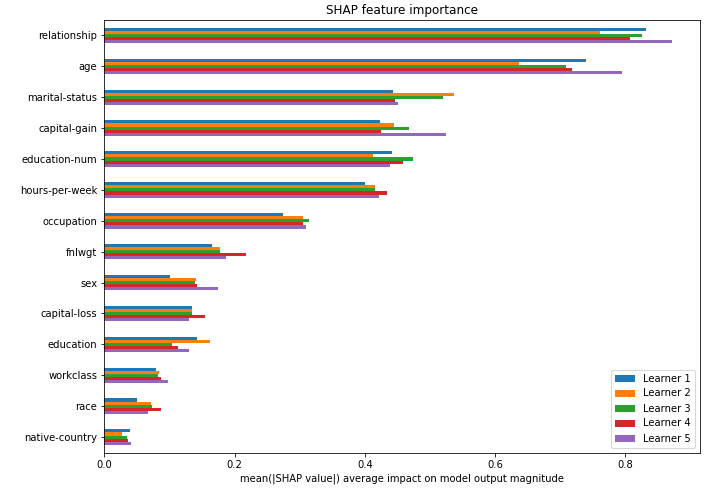 SHAP feature importance
relationship
age
marital-status
capital-gain
education-num
hours-per-week
occupation
fnlwgt
sex
capital-loss
education
workclass
race
native-country
Learner 1
Learner 2
Learner 3
Learner 4
Learner 5
0.0 0.2 0.4 0.6 0.8
mean(|SHAP value|) average impact on model output magnitude